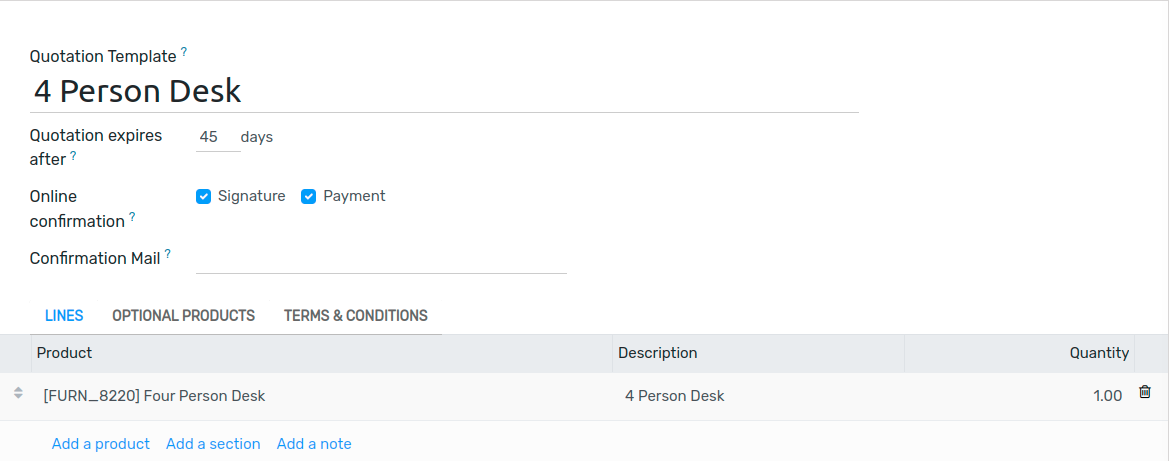 Quotation Template ?
4 Person Desk
Quotation expires after ?
45 days
Online confirmation ?
Signature Payment
Confirmation Mail ?
LINES OPTIONAL PRODUCTS TERMS & CONDITIONS
Product Description Quantity
[FURN_8220] Four Person Desk 4 Person Desk 1.00
Add a product Add a section Add a note